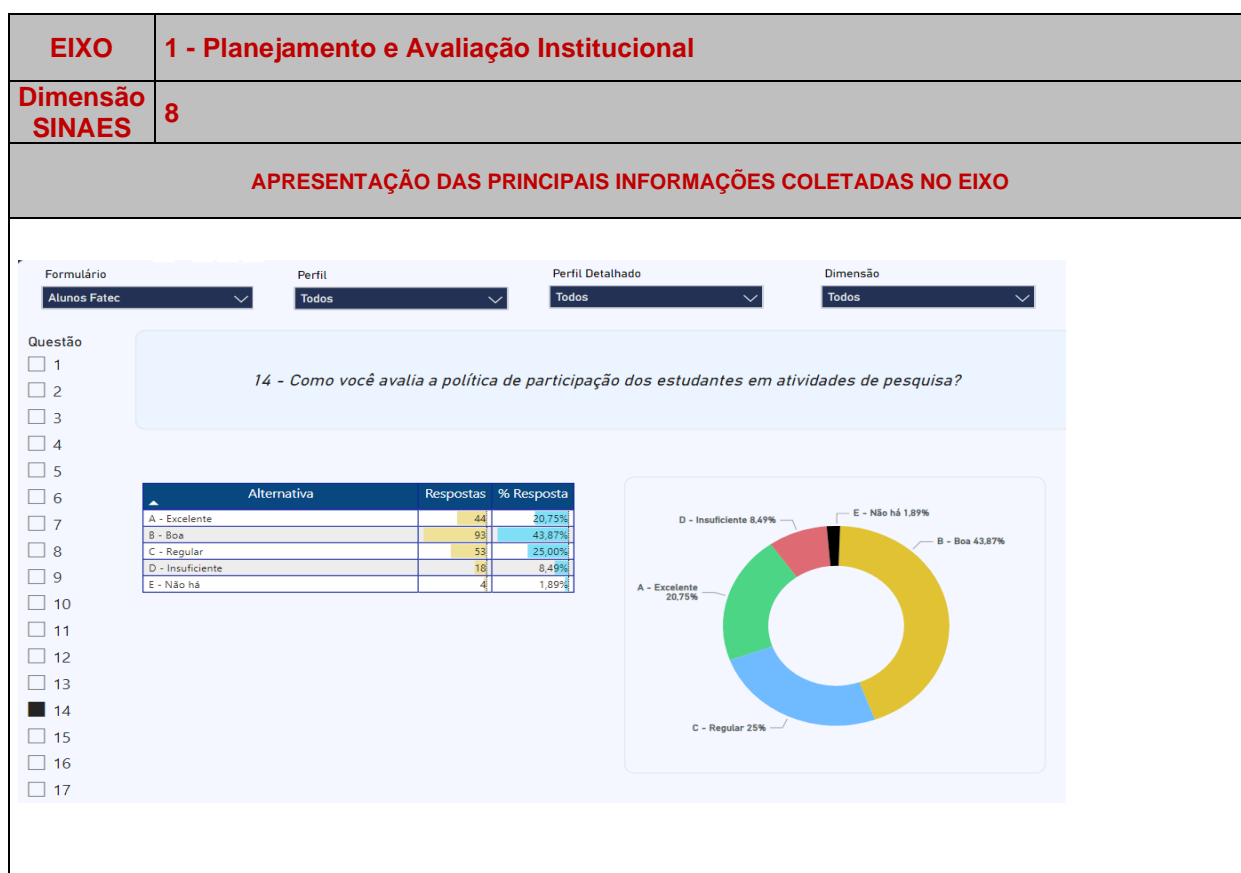 EIXO 1 - Planejamento e Avaliação Institucional
Dimensão SINAES 8
APRESENTAÇÃO DAS PRINCIPAIS INFORMAÇÕES COLETADAS NO EIXO
Formulário Perfil Perfil Detalhado Dimensão
Alunos Fatec Todos Todos Todos
Questão
1
2
3
4
5
6
7
8
9
10
11
12
13
14
15
16
17
14 - Como você avalia a política de participação dos estudantes em atividades de pesquisa?
Alternativa Respostas % Resposta
A - Excelente 44 20,75%
B - Boa 93 43,87%
C - Regular 53 25,00%
D - Insuficiente 18 8,49%
E - Não há 4 1,89%
D - Insuficiente 8,49%
E - Não há 1,89%
B - Boa 43,87%
A - Excelente
20,75%
C - Regular 25%